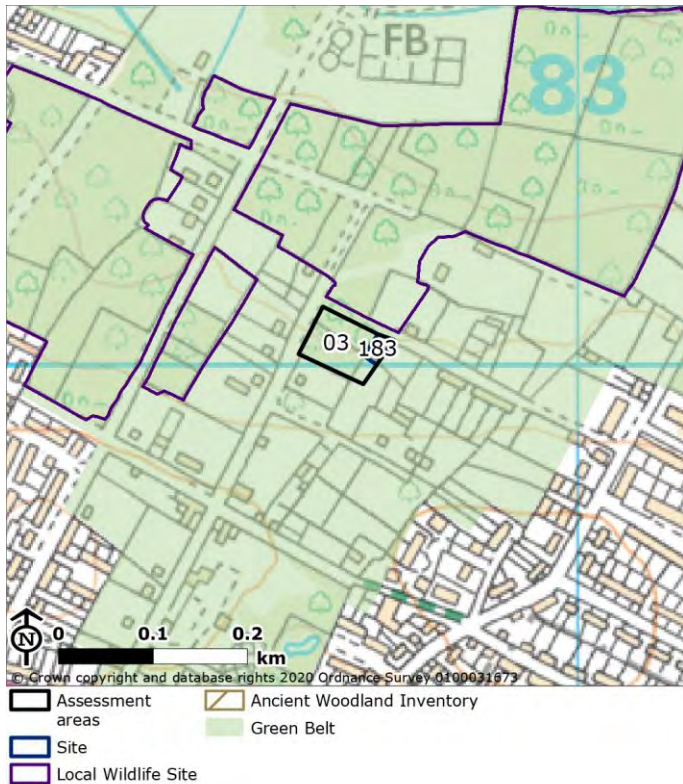 FB
83
03 183
N
0 0.1 0.2
km
© Crown copyright and database rights 2020 Ordnance Survey 0100031673
Assessment areas
Ancient Woodland Inventory
Green Belt
Site
Local Wildlife Site